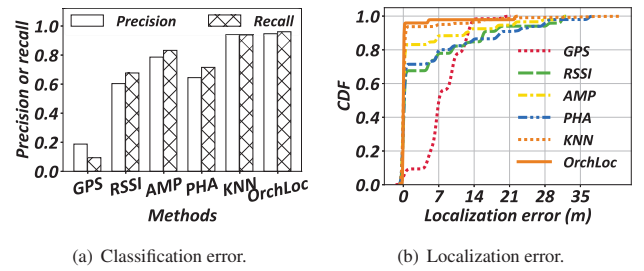 Precision Recall
Precision or recall
1.0
0.8
0.6
0.4
0.2
0.0
GPS RSSI AMP PHA KNN OrchLoc
Methods
(a) Classification error.
CDF
1.0
0.8
0.6
0.4
0.2
0.0
GPS
RSSI
AMP
PHA
KNN
OrchLoc
0 7 14 21 28 35
Localization error (m)
(b) Localization error.